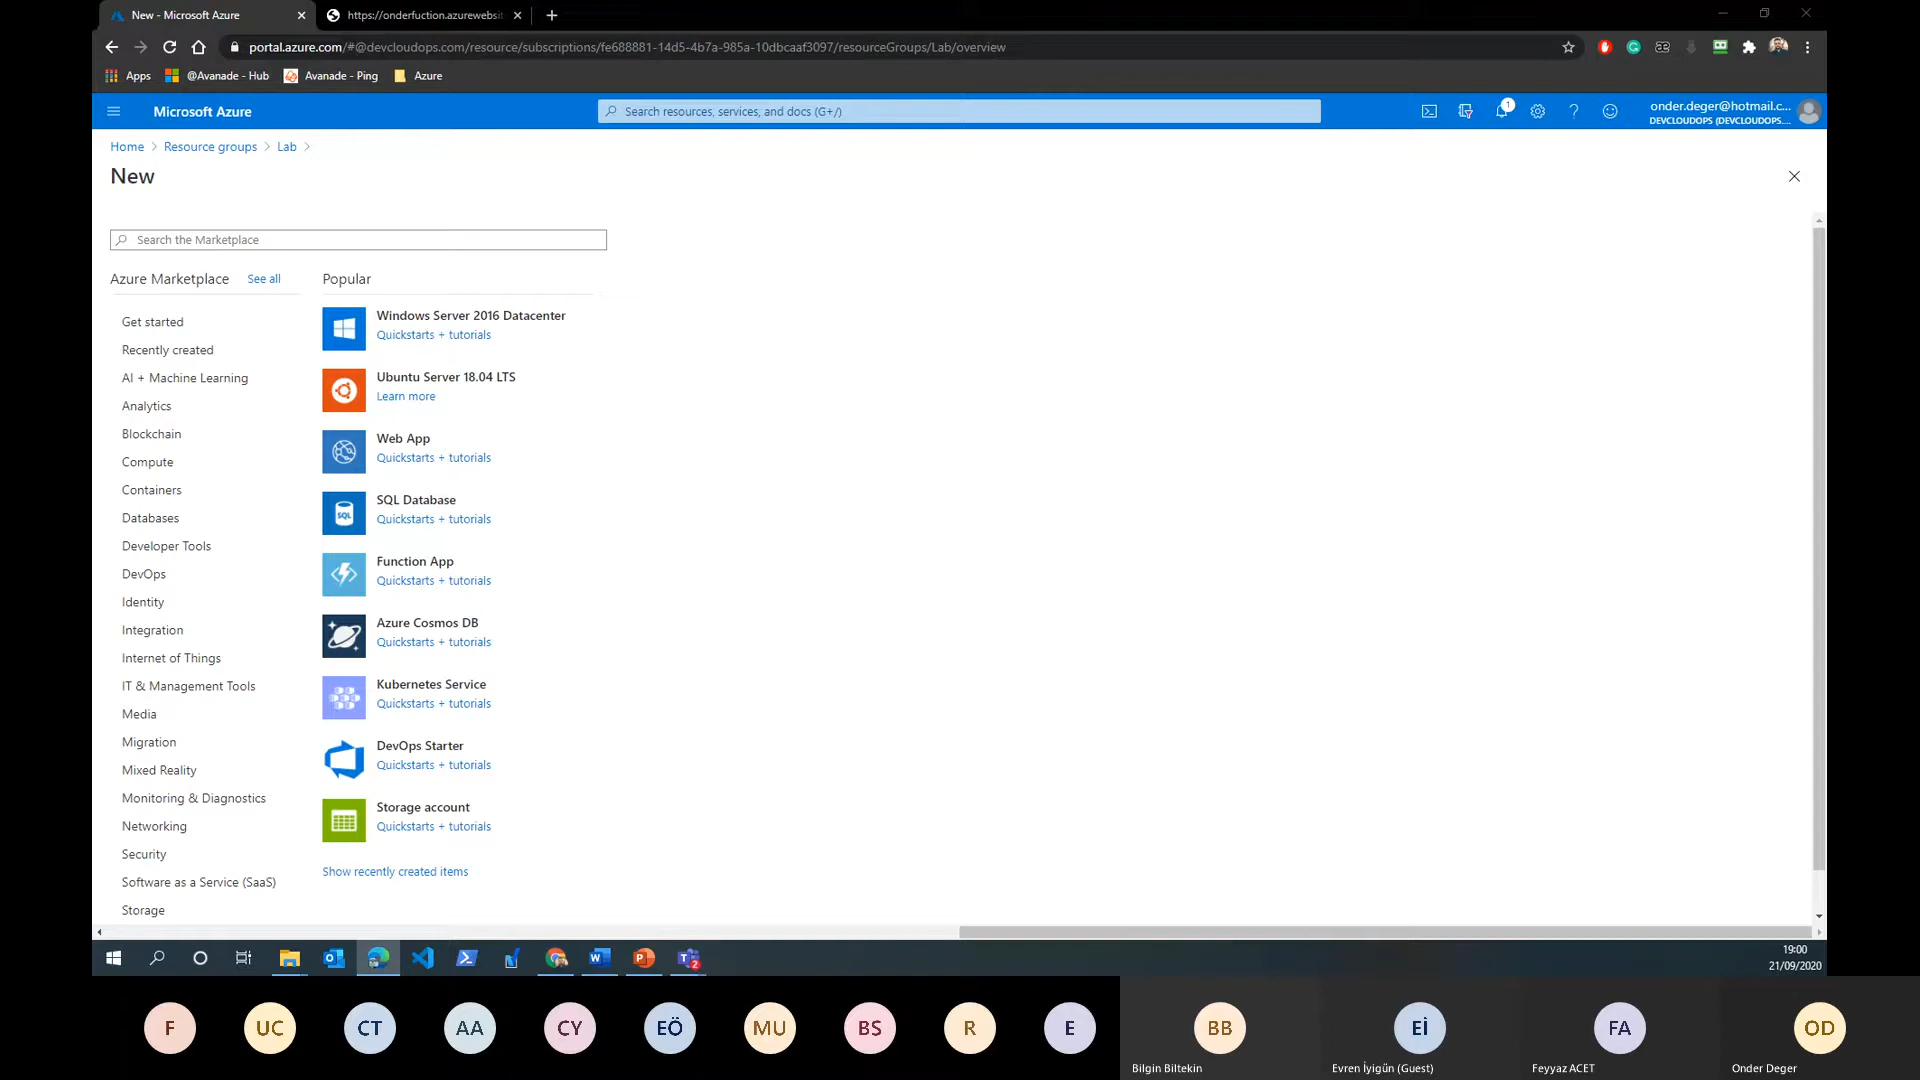 New - Microsoft Azure
https://onderfuction.azurewebsit
portal.azure.com/#@devcloudops.com/resource/subscriptions/fe688881-14d5-4b7a-985a-10dbcaaf3097/resourceGroups/Lab/overview
Apps
@Avanade - Hub
Avanade - Ping
Azure
Microsoft Azure
Search resources, services, and docs (G+/)
1
onder.deger@hotmail.c...
DEVCLOUDOPS (DEVCLOUDOPS....
Home > Resource groups > Lab >
New
Search the Marketplace
Azure Marketplace
See all
Popular
Get started
Recently created
AI + Machine Learning
Analytics
Blockchain
Compute
Containers
Databases
Developer Tools
DevOps
Identity
Integration
Internet of Things
IT & Management Tools
Media
Migration
Mixed Reality
Monitoring & Diagnostics
Networking
Security
Software as a Service (SaaS)
Storage
Windows Server 2016 Datacenter
Quickstarts + tutorials
Ubuntu Server 18.04 LTS
Learn more
Web App
Quickstarts + tutorials
SQL Database
Quickstarts + tutorials
Function App
Quickstarts + tutorials
Azure Cosmos DB
Quickstarts + tutorials
Kubernetes Service
Quickstarts + tutorials
DevOps Starter
Quickstarts + tutorials
Storage account
Quickstarts + tutorials
Show recently created items
19:00
21/09/2020
F
UC
CT
AA
CY
EÖ
MU
BS
R
E
BB
Eİ
FA
OD
Bilgin Biltekin
Evren İyigün (Guest)
Feyyaz ACET
Onder Deger